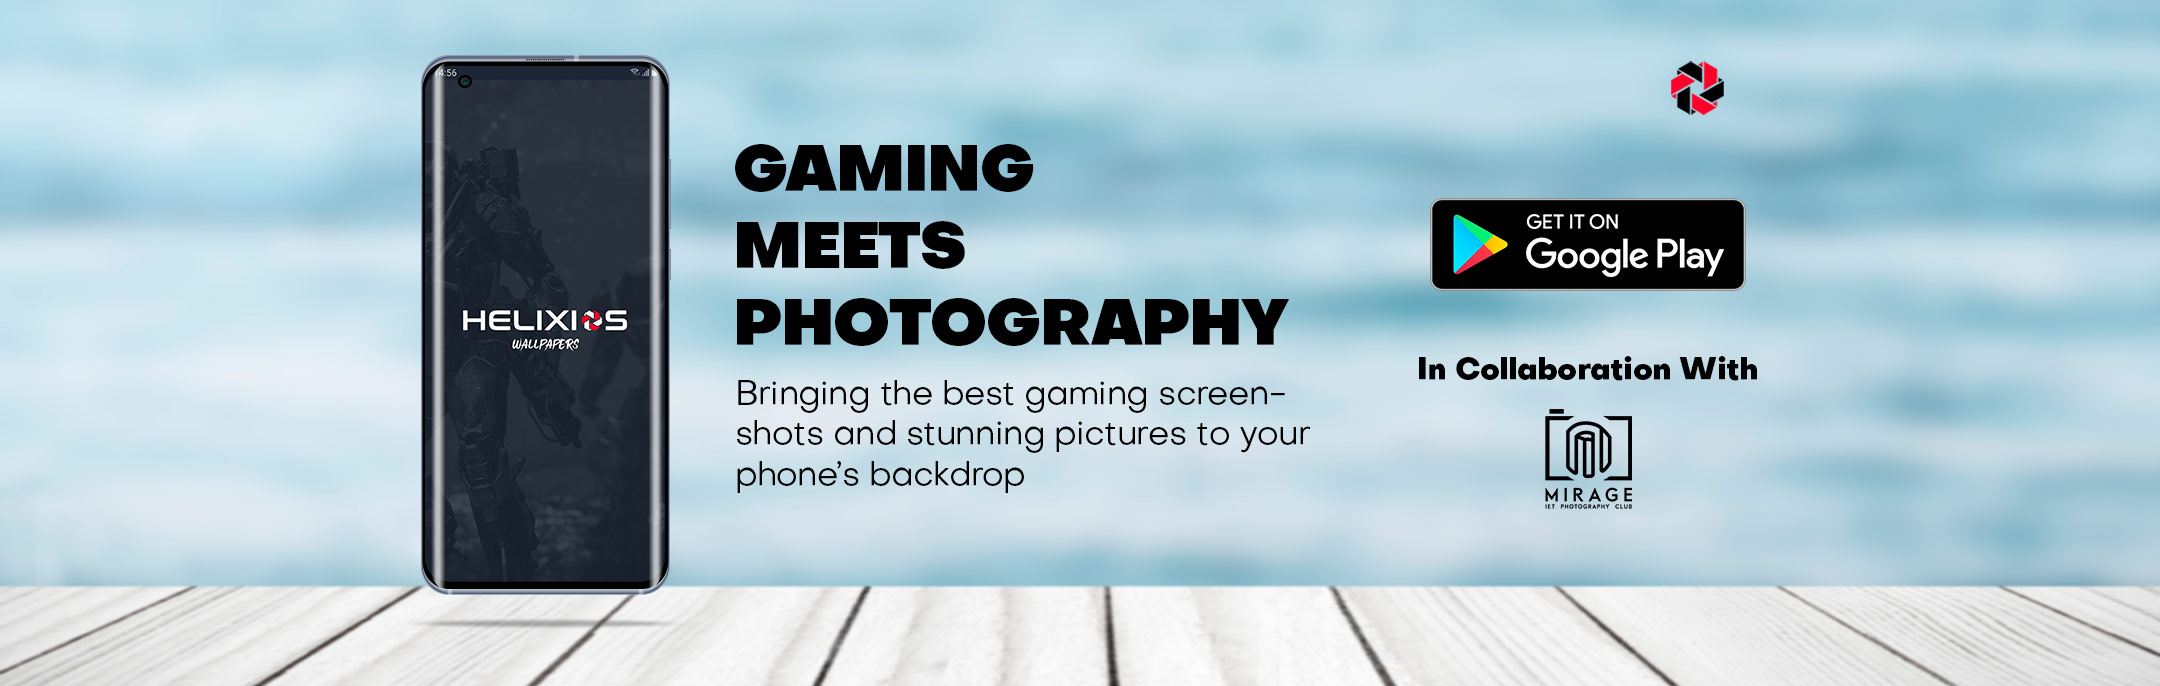 4:56
HELIXIOS
WALLPAPERS
GAMING
MEETS
PHOTOGRAPHY
Bringing the best gaming screen-
shots and stunning pictures to your
phone's backdrop
GET IT ON
Google Play
In Collaboration With
MIRAGE
IET PHOTOGRAPHY CLUB